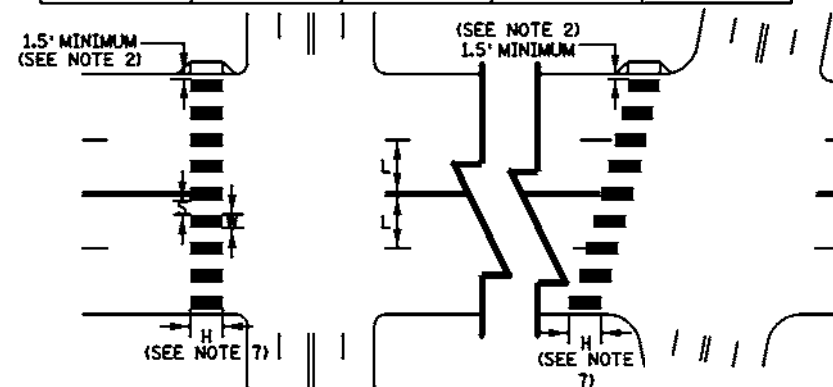 1.5' MINIMUM
(SEE NOTE 2)
(SEE NOTE 2)
1.5' MINIMUM
L
L
S
W
H
(SEE NOTE 7)
H
(SEE NOTE
7)